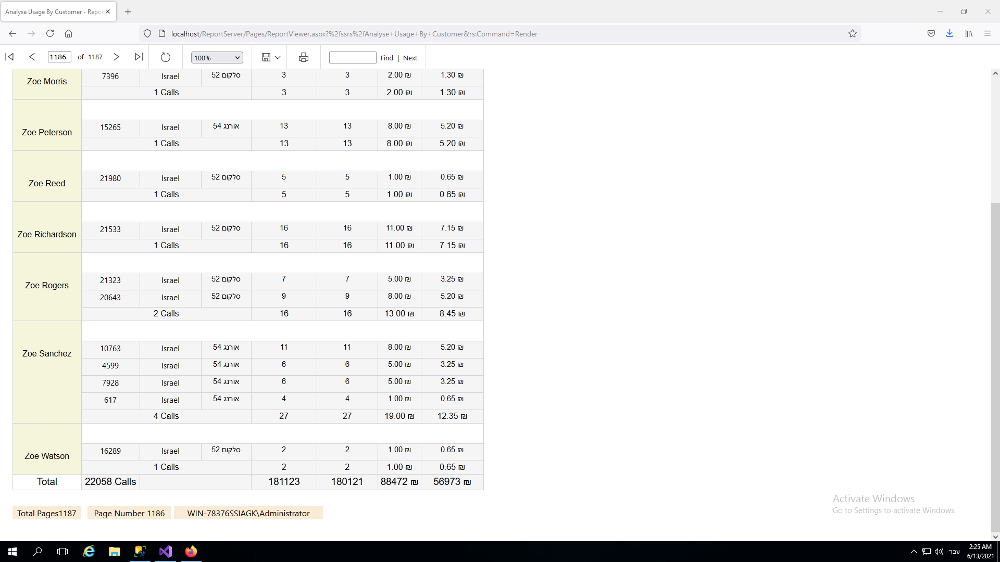 Analyse Usage By Customer - Repo
localhost/ReportServer/Pages/ReportViewer.aspx?%2fssrs%2fAnalyse+Usage+By+Customer&rs:Command=Render
1186 of 1187 100% Find | Next
Zoe Morris 7396 Israel סלקום 52 3 3 2.00 ₪ 1.30 ₪
1 Calls 3 3 2.00 ₪ 1.30 ₪
Zoe Peterson 15265 Israel אורנג 54 13 13 8.00 ₪ 5.20 ₪
1 Calls 13 13 8.00 ₪ 5.20 ₪
Zoe Reed 21980 Israel סלקום 52 5 5 1.00 ₪ 0.65 ₪
1 Calls 5 5 1.00 ₪ 0.65 ₪
Zoe Richardson 21533 Israel סלקום 52 16 16 11.00 ₪ 7.15 ₪
1 Calls 16 16 11.00 ₪ 7.15 ₪
Zoe Rogers 21323 Israel סלקום 52 7 7 5.00 ₪ 3.25 ₪
20643 Israel סלקום 52 9 9 8.00 ₪ 5.20 ₪
2 Calls 16 16 13.00 ₪ 8.45 ₪
Zoe Sanchez 10763 Israel אורנג 54 11 11 8.00 ₪ 5.20 ₪
4599 Israel אורנג 54 6 6 5.00 ₪ 3.25 ₪
7928 Israel אורנג 54 6 6 5.00 ₪ 3.25 ₪
617 Israel אורנג 54 4 4 1.00 ₪ 0.65 ₪
4 Calls 27 27 19.00 ₪ 12.35 ₪
Zoe Watson 16289 Israel סלקום 52 2 2 1.00 ₪ 0.65 ₪
1 Calls 2 2 1.00 ₪ 0.65 ₪
Total 22058 Calls 181123 180121 88472 ₪ 56973 ₪
Total Pages1187 Page Number 1186 WIN-78376SSIAGK\Administrator
Activate Windows
Go to Settings to activate Windows.
עבר 2:25 AM
6/13/2021